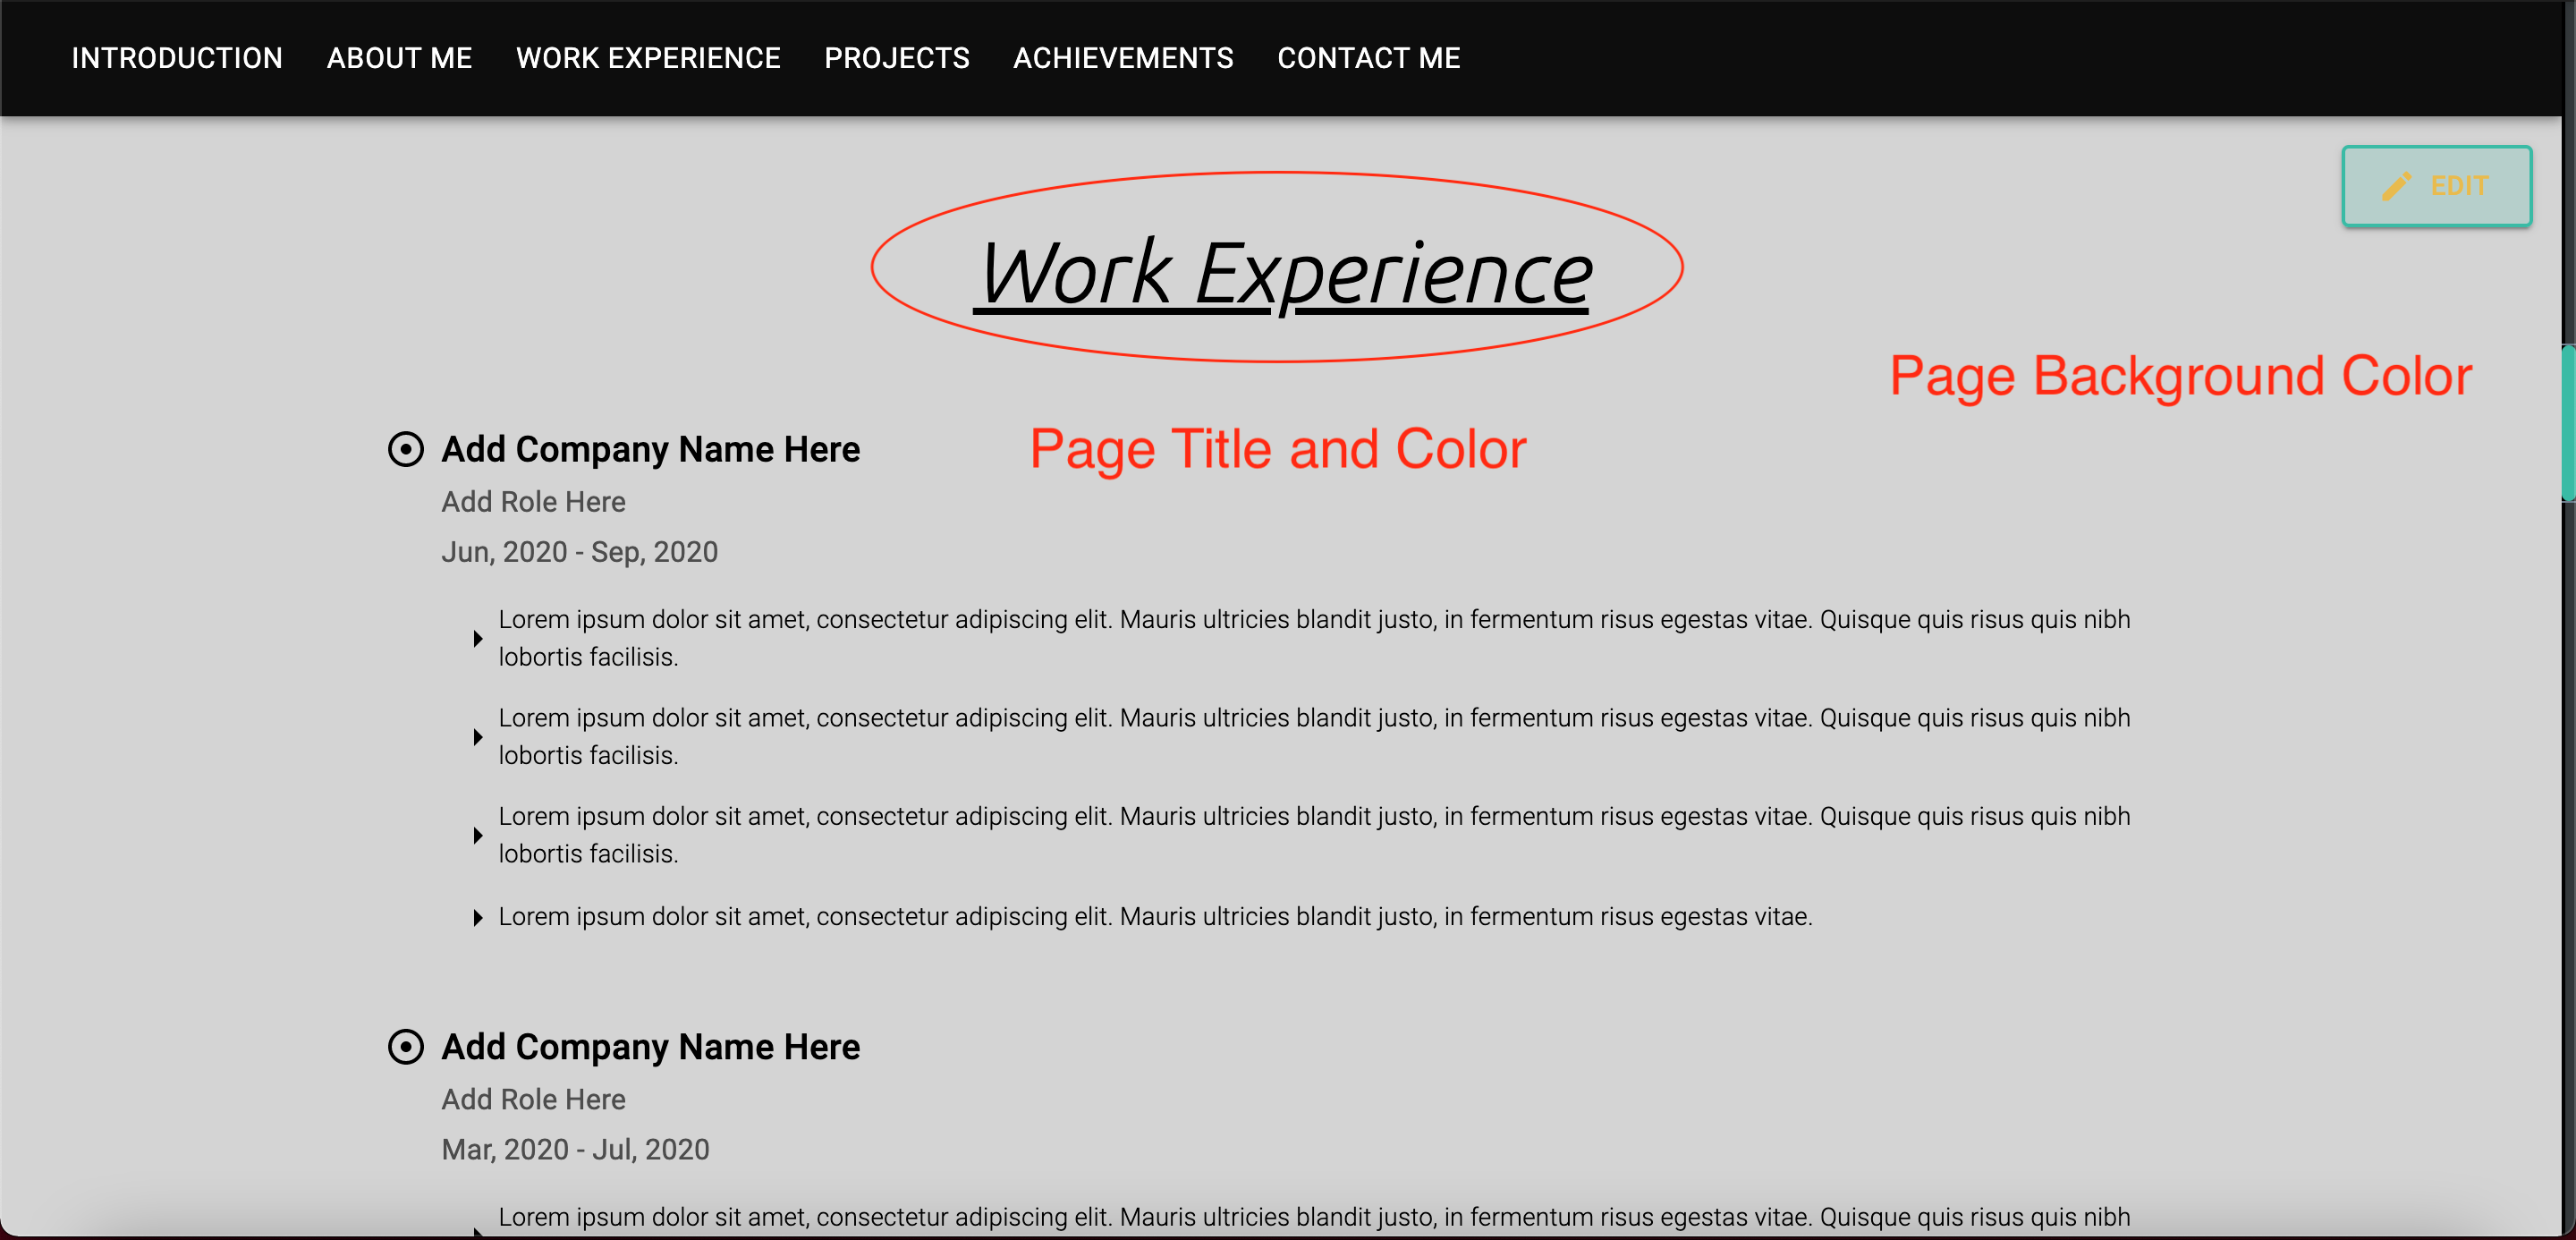 INTRODUCTION ABOUT ME WORK EXPERIENCE PROJECTS ACHIEVEMENTS CONTACT ME
EDIT
Work Experience
Page Background Color
Page Title and Color
Add Company Name Here
Add Role Here
Jun, 2020 - Sep, 2020
Lorem ipsum dolor sit amet, consectetur adipiscing elit. Mauris ultricies blandit justo, in fermentum risus egestas vitae. Quisque quis risus quis nibh
lobortis facilisis.
Lorem ipsum dolor sit amet, consectetur adipiscing elit. Mauris ultricies blandit justo, in fermentum risus egestas vitae. Quisque quis risus quis nibh
lobortis facilisis.
Lorem ipsum dolor sit amet, consectetur adipiscing elit. Mauris ultricies blandit justo, in fermentum risus egestas vitae. Quisque quis risus quis nibh
lobortis facilisis.
Lorem ipsum dolor sit amet, consectetur adipiscing elit. Mauris ultricies blandit justo, in fermentum risus egestas vitae.
Add Company Name Here
Add Role Here
Mar, 2020 - Jul, 2020
Lorem ipsum dolor sit amet, consectetur adipiscing elit. Mauris ultricies blandit justo, in fermentum risus egestas vitae. Quisque quis risus quis nibh